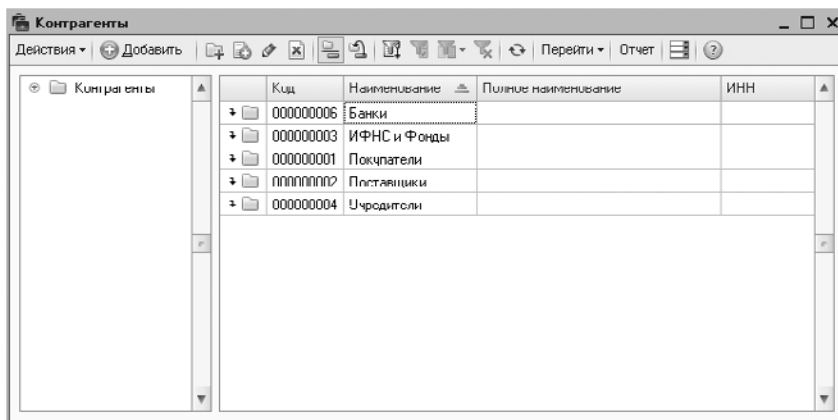 Контрагенты
Действия Добавить Перейти Отчет
Контрагенты
Код Наименование Полное наименование ИНН
000000006 Банки
000000003 ИФНС и Фонды
000000001 Покупатели
000000002 Поставщики
000000004 Учредители